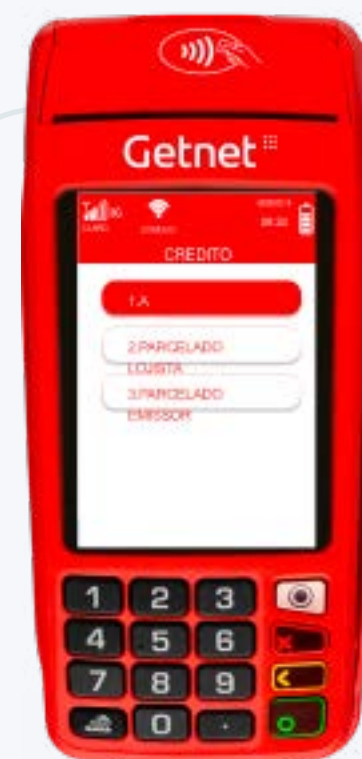 Getnet
CREDITO
1.A
2.PARCELADO
LOJISTA
3.PARCELADO
EMISSOR
1 2 3
4 5 6
7 8 9
0 .